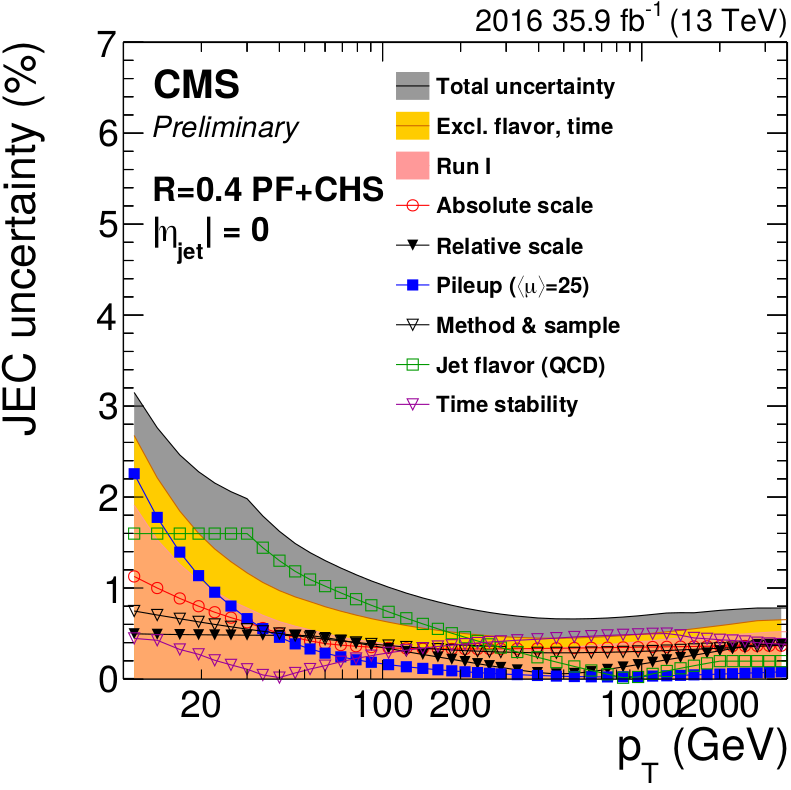 2016 35.9 fb-1 (13 TeV)
JEC uncertainty (%)
7
6
5
4
3
2
1
0
CMS
Preliminary
R=0.4 PF+CHS
|ηjet| = 0
Total uncertainty
Excl. flavor, time
Run I
Absolute scale
Relative scale
Pileup (⟨μ⟩=25)
Method & sample
Jet flavor (QCD)
Time stability
20 100 200 1000 2000
pT (GeV)